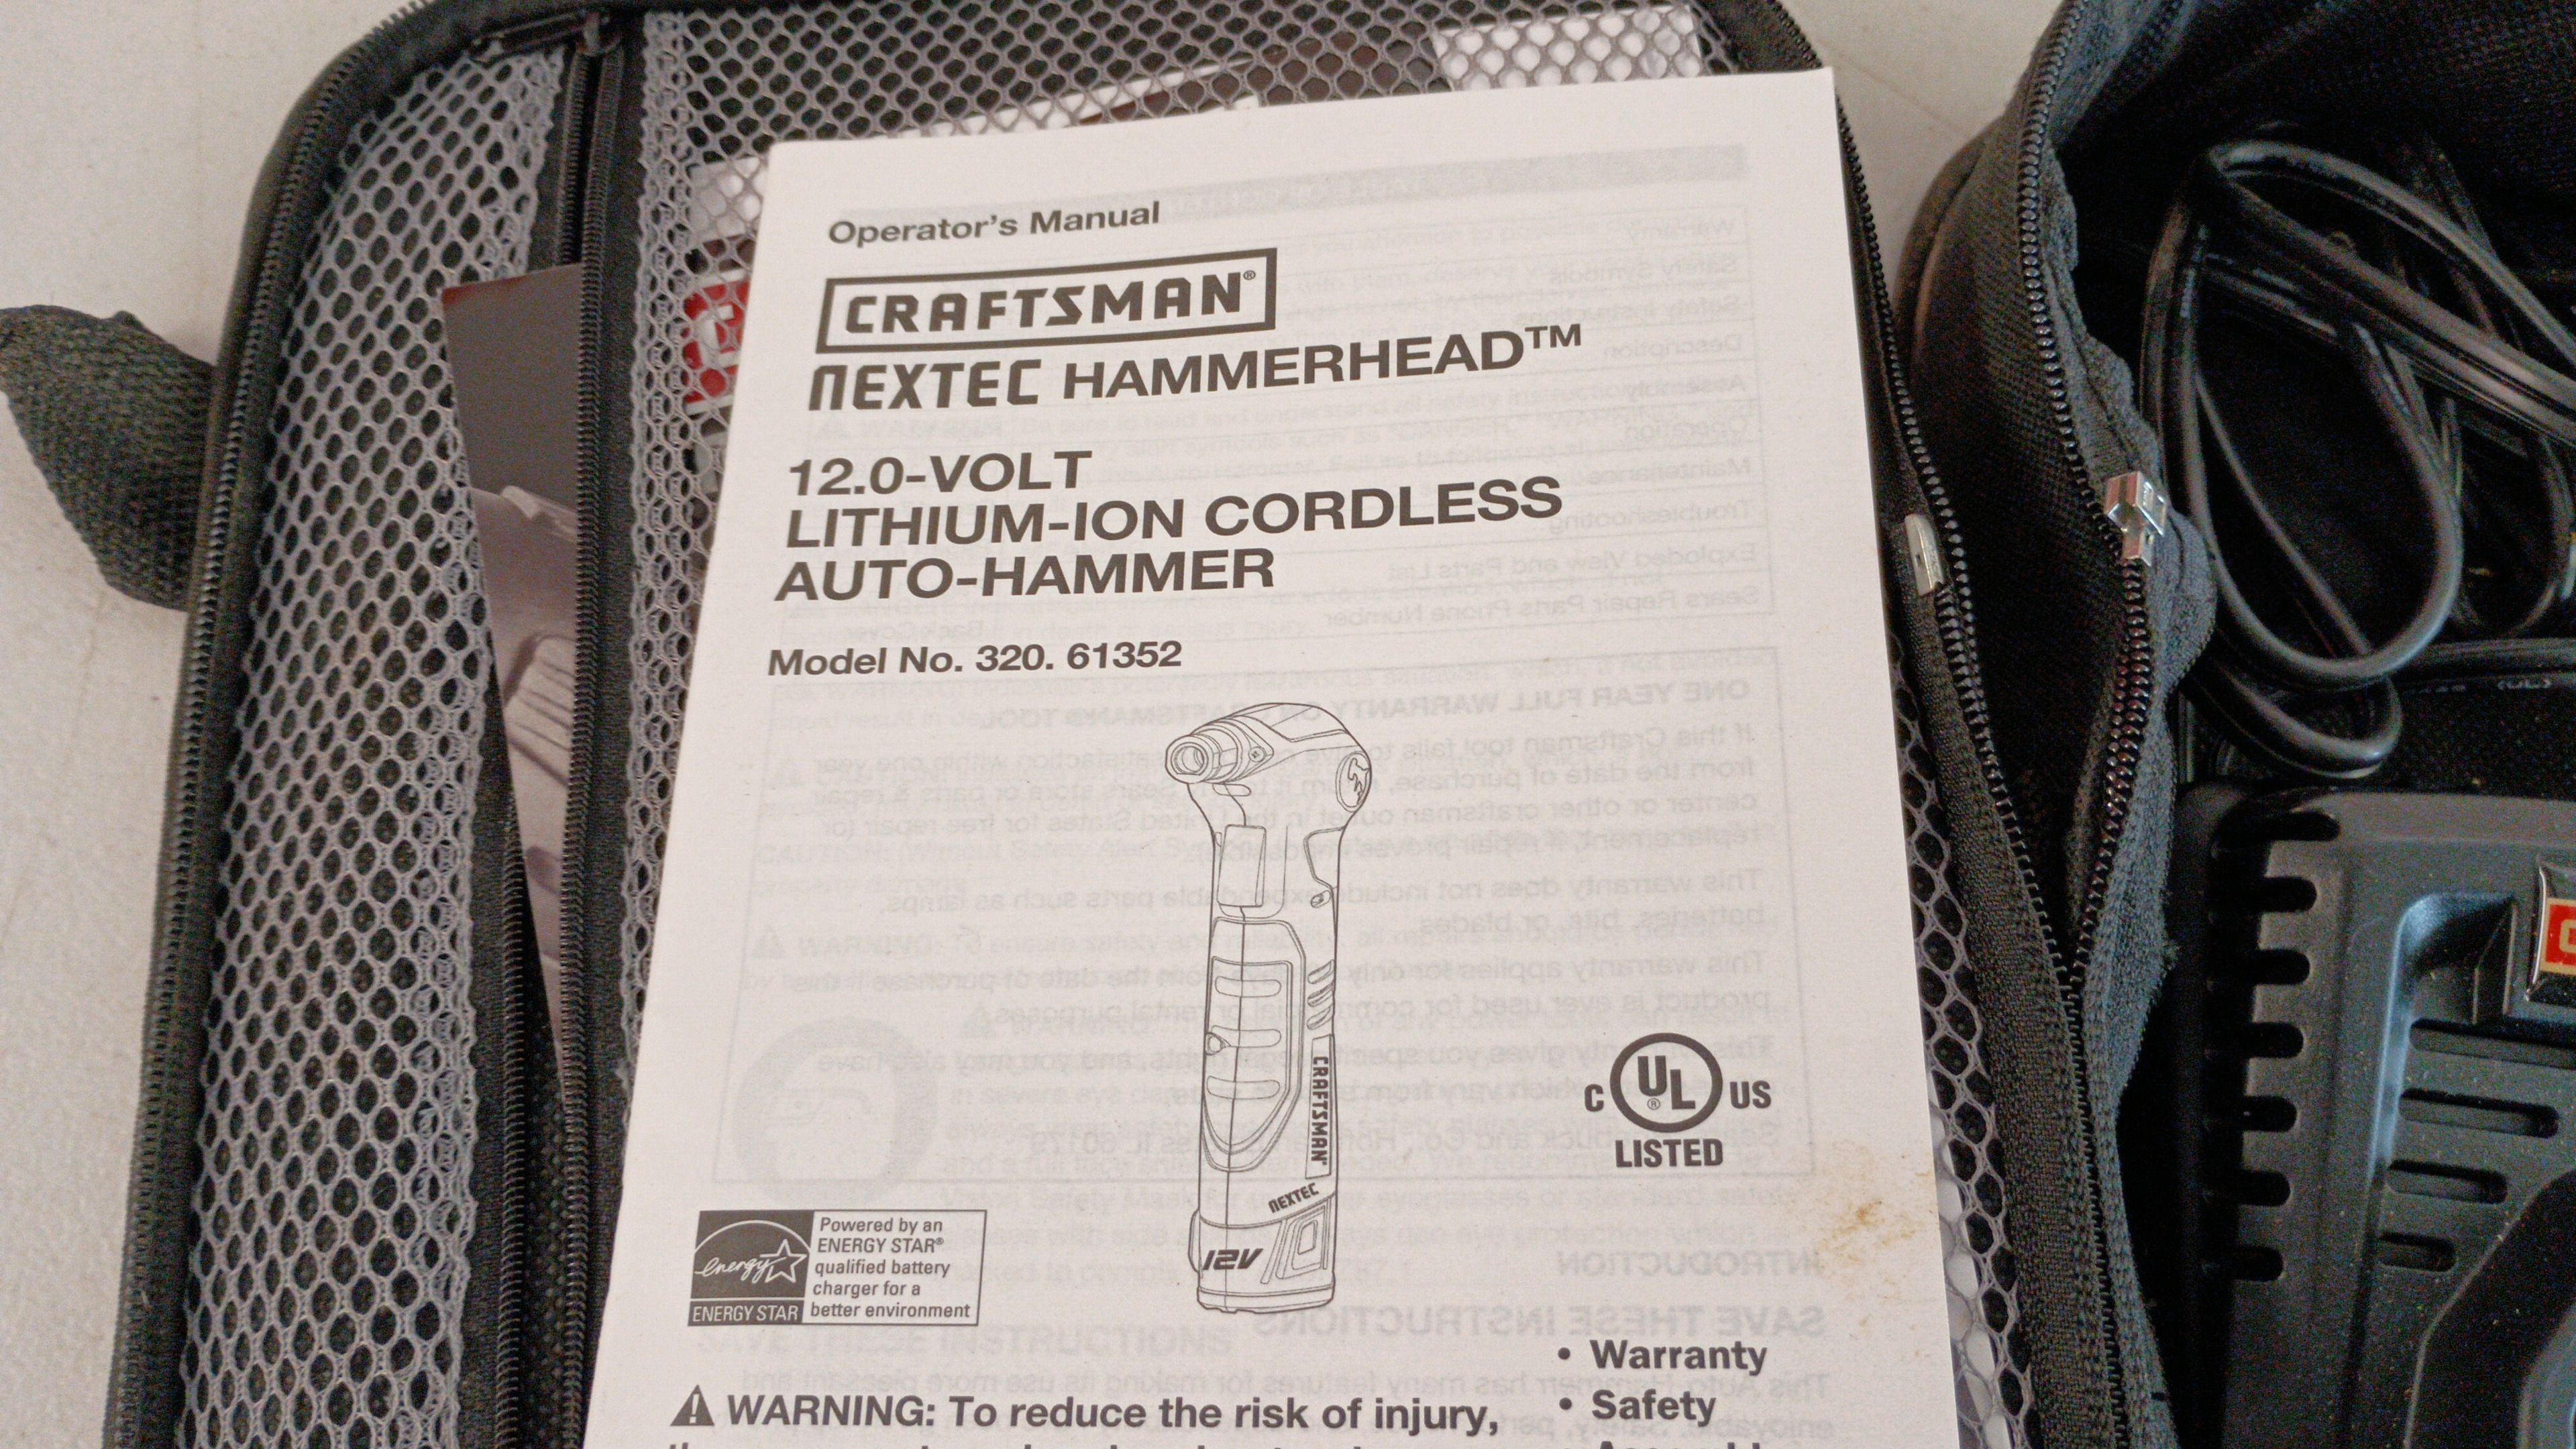 Operator's Manual
CRAFTSMAN®
NEXTEC HAMMERHEAD™
12.0-VOLT
LITHIUM-ION CORDLESS
AUTO-HAMMER
Model No. 320. 61352
CRAFTSMAN
NEXTEC
12V
C UL® US
LISTED
energy
ENERGY STAR
Powered by an
ENERGY STAR®
qualified battery
charger for a
better environment
• Warranty
• Safety
⚠ WARNING: To reduce the risk of injury,